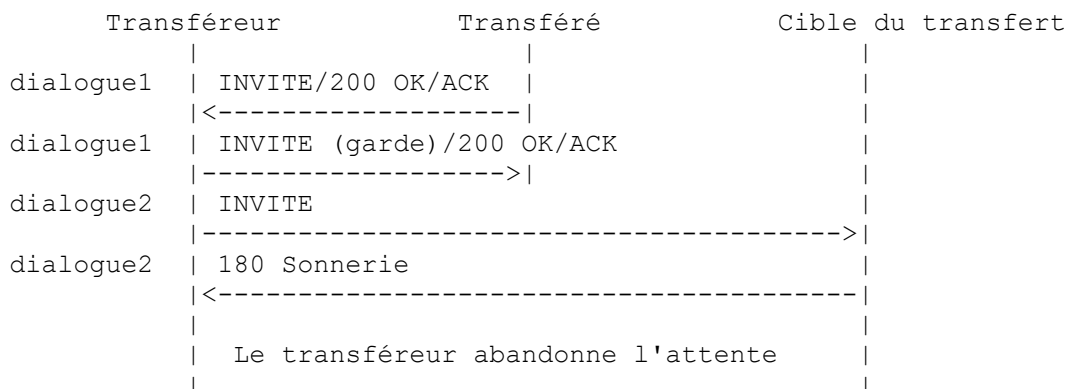 Transféreur Transféré Cible du transfert
dialogue1 INVITE/200 OK/ACK
dialogue1 INVITE (garde)/200 OK/ACK
dialogue2 INVITE
dialogue2 180 Sonnerie
Le transféreur abandonne l'attente